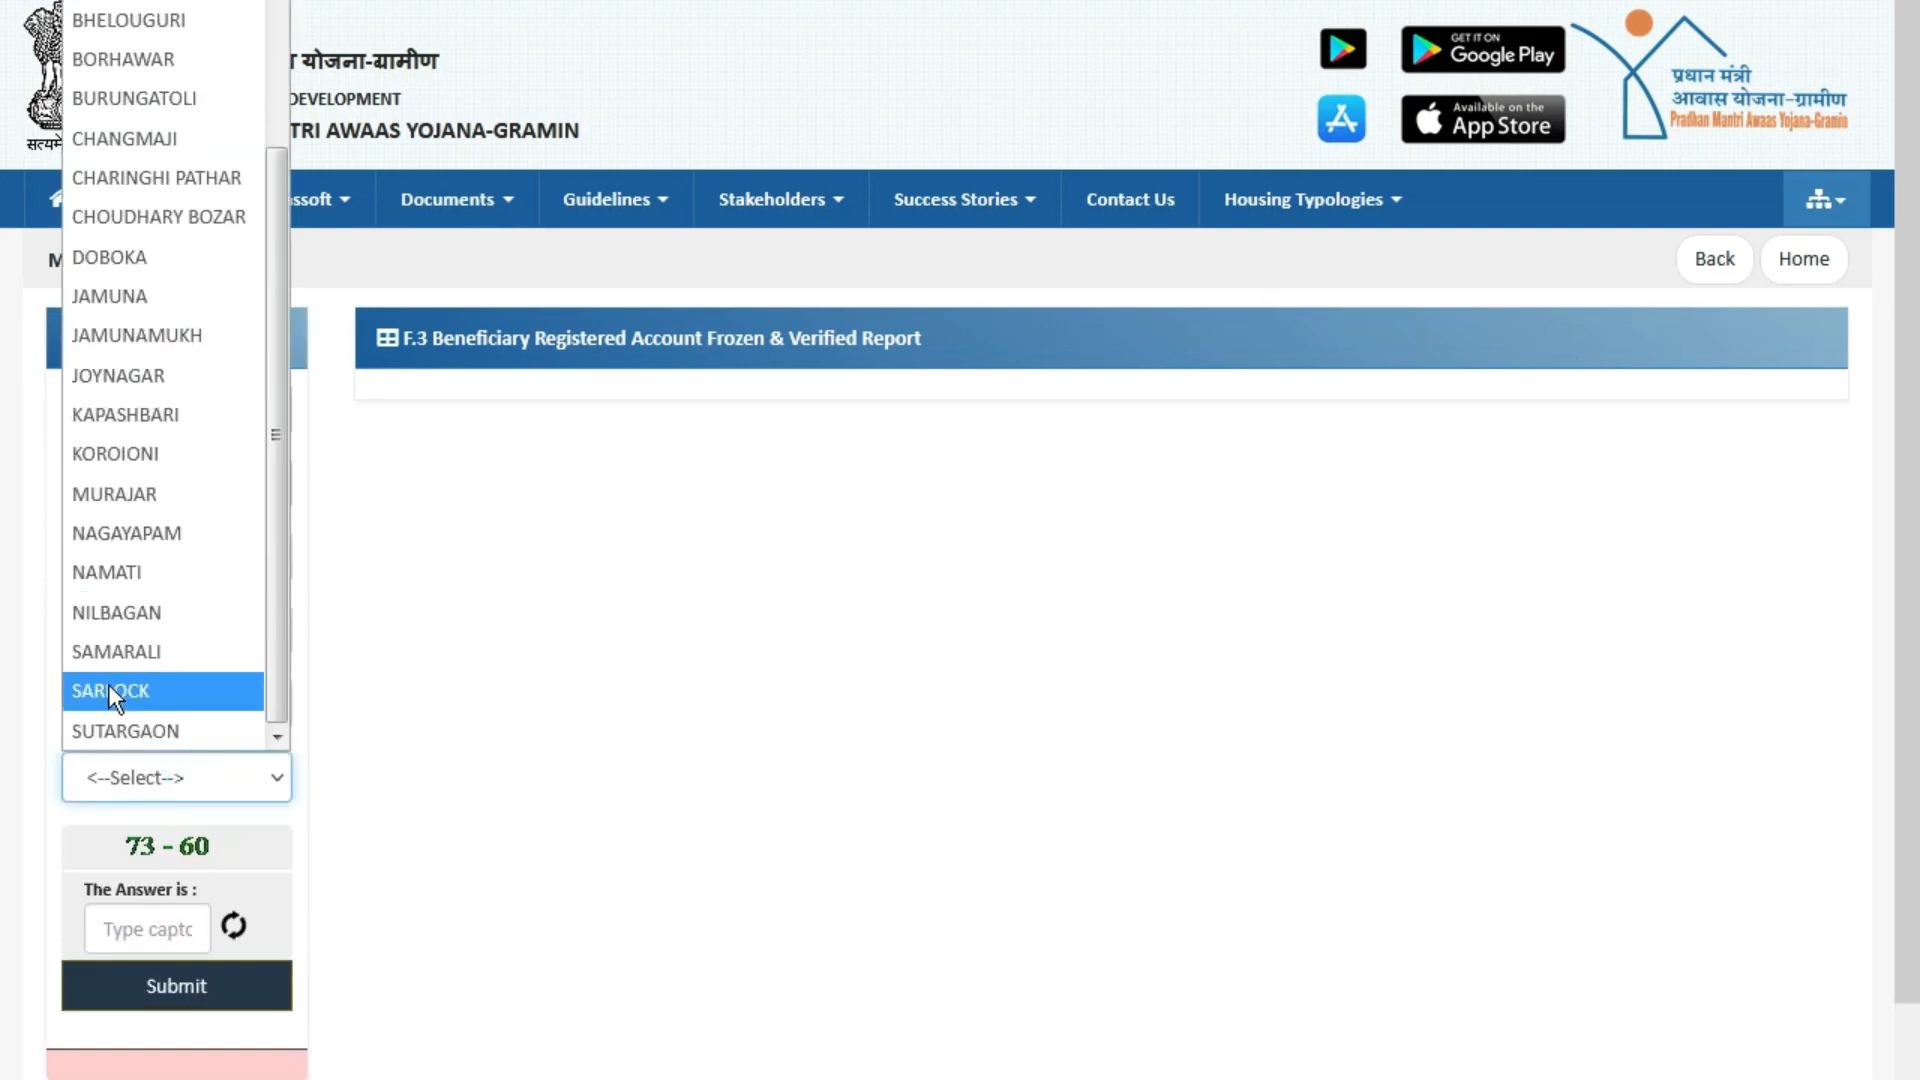 सत्यमे
योजना-ग्रामीण
DEVELOPMENT
TRI AWAAS YOJANA-GRAMIN
GET IT ON
Google Play
Available on the
App Store
प्रधान मंत्री
आवास योजना-ग्रामीण
Pradhan Mantri Awaas Yojana-Gramin
ssoft
Documents
Guidelines
Stakeholders
Success Stories
Contact Us
Housing Typologies
M
Back
Home
BHELOUGURI
BORHAWAR
BURUNGATOLI
CHANGMAJI
CHARINGHI PATHAR
CHOUDHARY BOZAR
DOBOKA
JAMUNA
JAMUNAMUKH
JOYNAGAR
KAPASHBARI
KOROIONI
MURAJAR
NAGAYAPAM
NAMATI
NILBAGAN
SAMARALI
SUTARGAON
<--Select-->
73 - 60
The Answer is :
Type captc
Submit
F.3 Beneficiary Registered Account Frozen & Verified Report